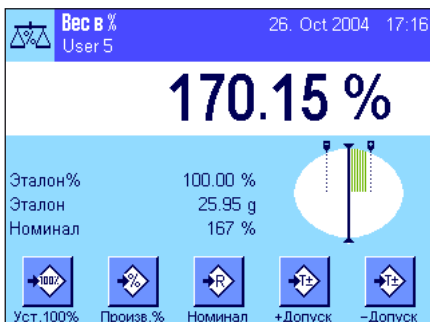 Вес в %
26. Oct 2004 17:16
User 5
170.15 %
Эталон% 100.00 %
Эталон 25.95 g
Номинал 167 %
100% % R T± T±
Уст.100% Произв.% Номинал +Допуск −Допуск